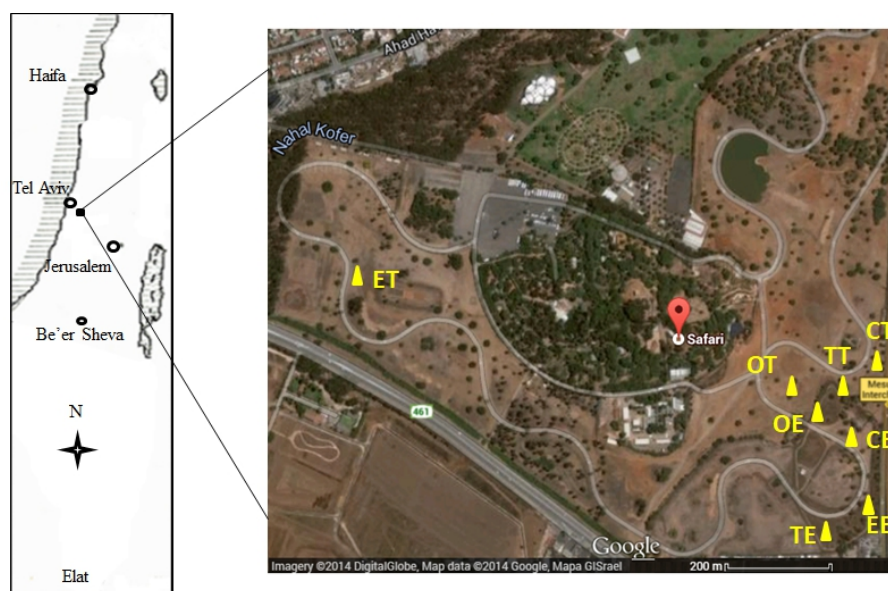 Haifa
Tel Aviv
Jerusalem
Be'er Sheva
N
Elat
Nahal Kofer
ET
Safari
461
OT
TT
CT
OE
CE
TE
EE
Google
Imagery ©2014 DigitalGlobe, Map data ©2014 Google, Mapa GISrael
200 m